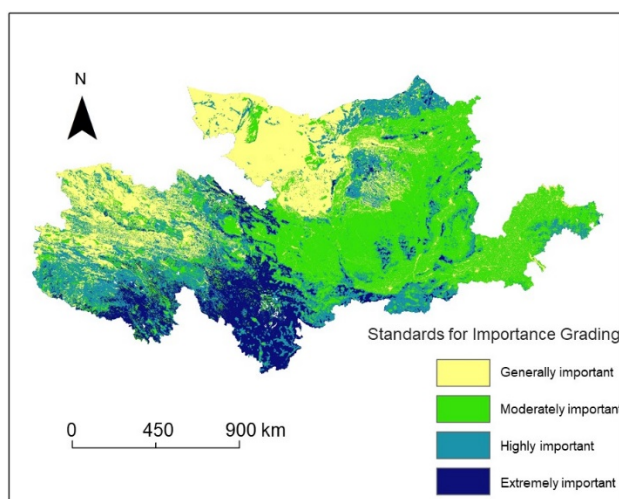 N
Standards for Importance Grading
Generally important
Moderately important
Highly important
Extremely important
0 450 900 km